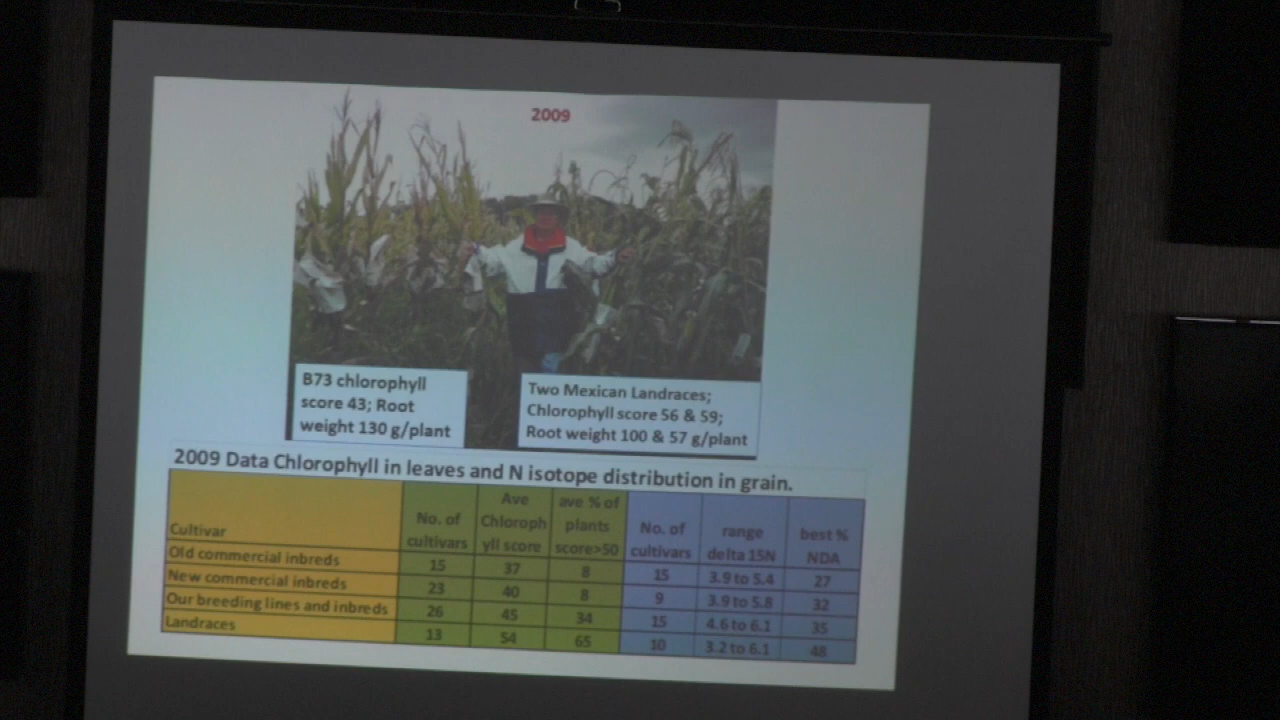 2009
B73 chlorophyll
score 43; Root
weight 130 g/plant
Two Mexican Landraces;
Chlorophyll score 56 & 59;
Root weight 100 & 57 g/plant
2009 Data Chlorophyll in leaves and N isotope distribution in grain.
Cultivar No. of cultivars Ave Chloroph yll score ave % of plants score>50 No. of cultivars range delta 15N best % NDA
Old commercial inbreds 15 37 8 15 3.9 to 5.4 27
New commercial inbreds 23 40 8 9 3.9 to 5.8 32
Our breeding lines and inbreds 26 45 34 15 4.6 to 6.1 35
Landraces 13 54 65 10 3.2 to 6.1 48